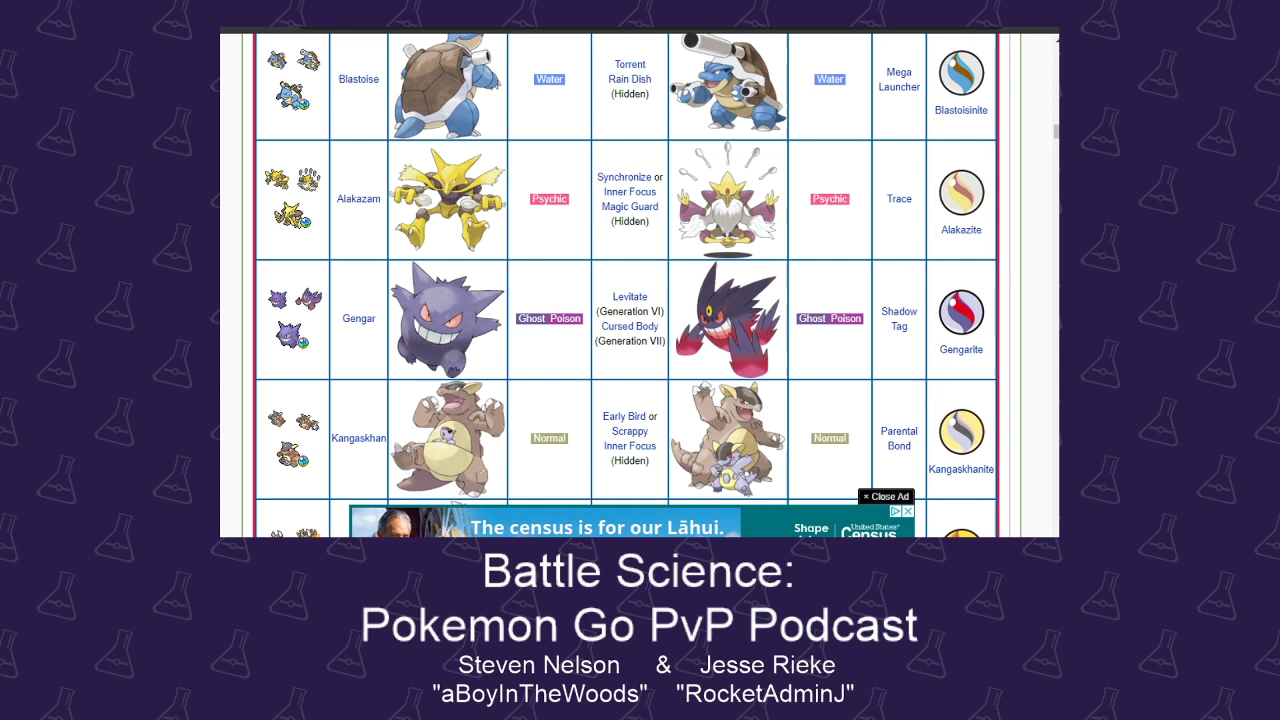 Blastoise
Water
Torrent
Rain Dish
(Hidden)
Water
Mega
Launcher
Blastoisinite
Alakazam
Psychic
Synchronize or
Inner Focus
Magic Guard
(Hidden)
Psychic
Trace
Alakazite
Gengar
Ghost Poison
Levitate
(Generation VI)
Cursed Body
(Generation VII)
Ghost Poison
Shadow
Tag
Gengarite
Kangaskhan
Normal
Early Bird or
Scrappy
Inner Focus
(Hidden)
Normal
Parental
Bond
Kangaskhanite
× Close Ad
The census is for our Lāhui.
Shape
United States®
Census
Battle Science:
Pokemon Go PvP Podcast
Steven Nelson & Jesse Rieke
"aBoyInTheWoods" "RocketAdminJ"